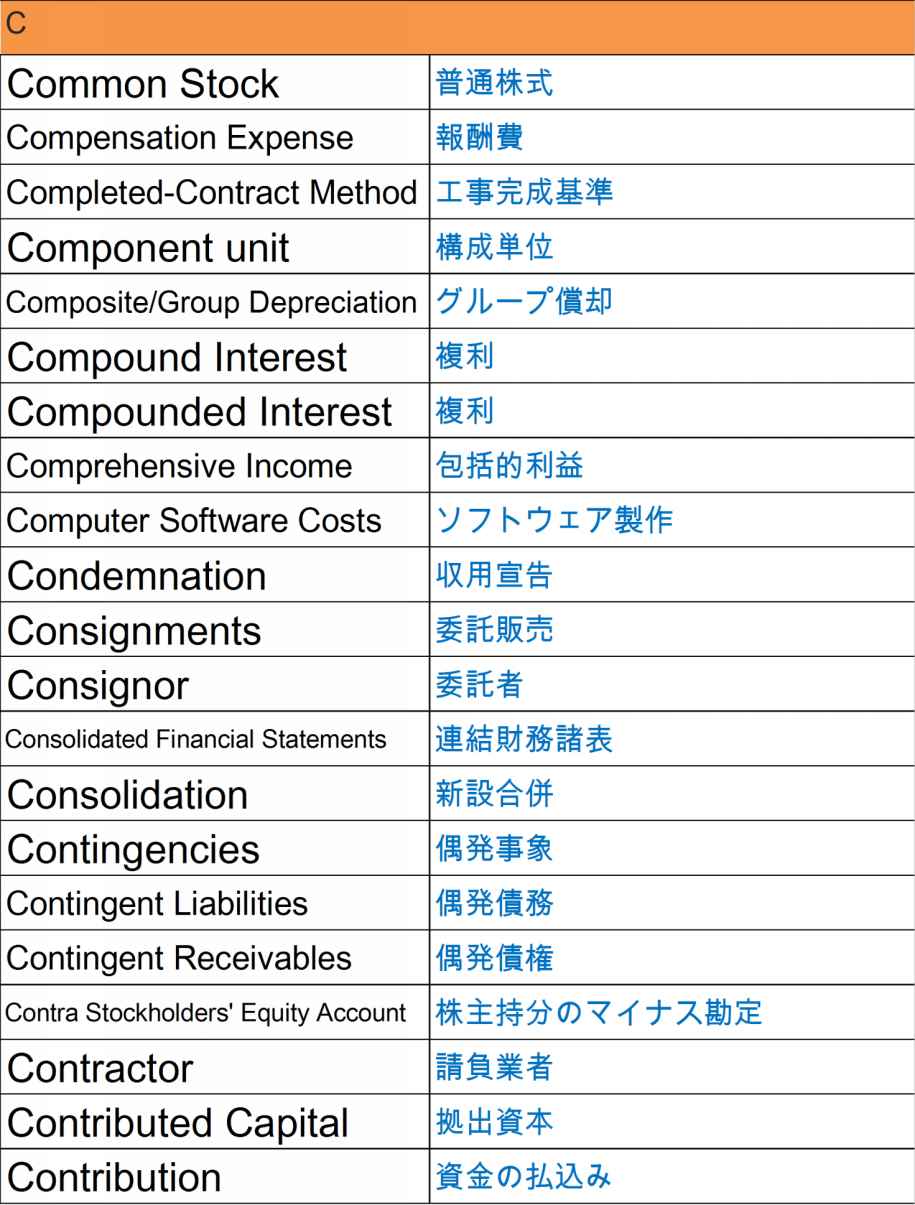 C
Common Stock 普通株式
Compensation Expense 報酬費
Completed-Contract Method 工事完成基準
Component unit 構成単位
Composite/Group Depreciation グループ償却
Compound Interest 複利
Compounded Interest 複利
Comprehensive Income 包括的利益
Computer Software Costs ソフトウェア製作
Condemnation 収用宣告
Consignments 委託販売
Consignor 委託者
Consolidated Financial Statements 連結財務諸表
Consolidation 新設合併
Contingencies 偶発事象
Contingent Liabilities 偶発債務
Contingent Receivables 偶発債権
Contra Stockholders' Equity Account 株主持分のマイナス勘定
Contractor 請負業者
Contributed Capital 拠出資本
Contribution 資金の払込み